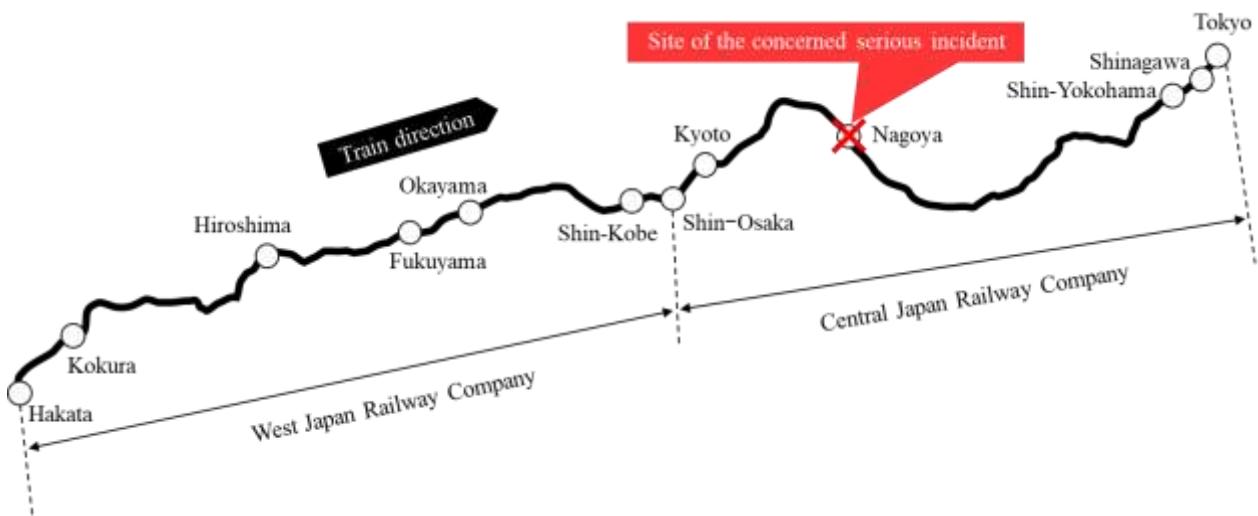 Tokyo
Site of the concerned serious incident
Shinagawa
Shin-Yokohama
Nagoya
Kyoto
Train direction
Okayama
Hiroshima
Shin-Kobe
Shin-Osaka
Fukuyama
Central Japan Railway Company
Kokura
West Japan Railway Company
Hakata